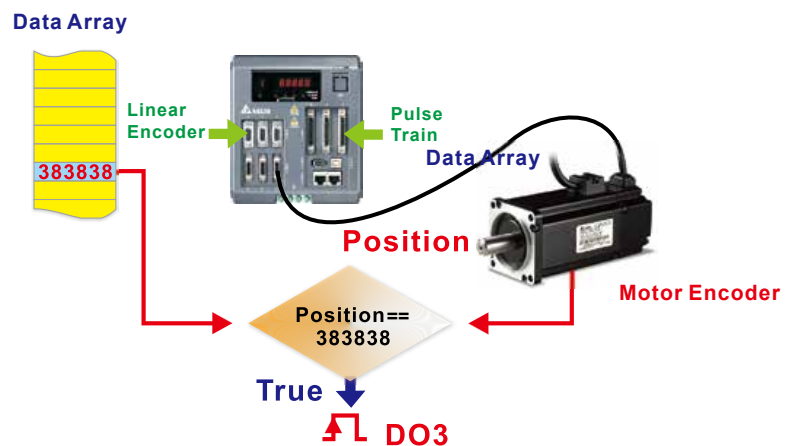 Data Array
Linear
Encoder
Pulse
Train
Data Array
383838
Position
Motor Encoder
Position==
383838
True
DO3